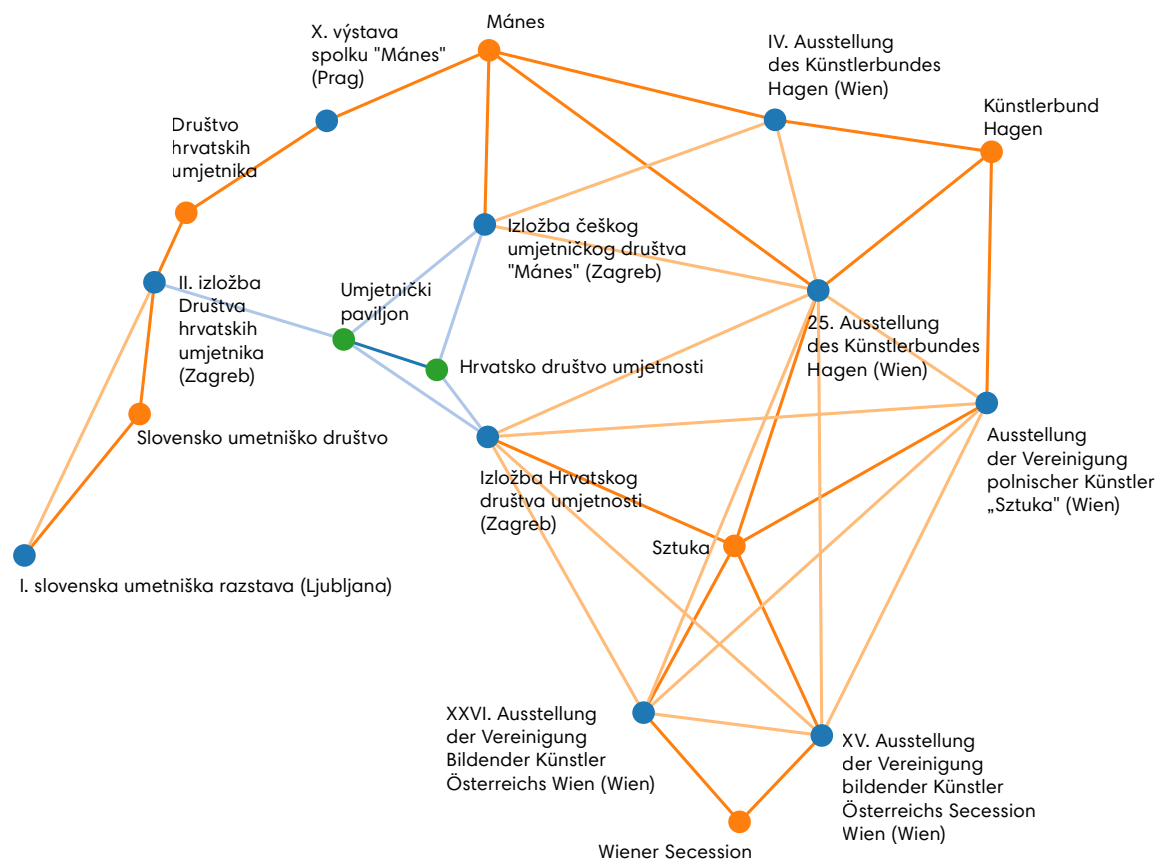 Mánes
X. výstava
spolku "Mánes"
(Prag)
IV. Ausstellung
des Künstlerbundes
Hagen (Wien)
Künstlerbund
Hagen
Društvo
hrvatskih
umjetnika
Izložba češkog
umjetničkog društva
"Mánes" (Zagreb)
II. izložba
Društva
hrvatskih
umjetnika
(Zagreb)
Umjetnički
paviljon
25. Ausstellung
des Künstlerbundes
Hagen (Wien)
Hrvatsko društvo umjetnosti
Slovensko umetniško društvo
Ausstellung
der Vereinigung
polnischer Künstler
„Sztuka" (Wien)
Izložba Hrvatskog
društva umjetnosti
(Zagreb)
Sztuka
I. slovenska umetniška razstava (Ljubljana)
XXVI. Ausstellung
der Vereinigung
Bildender Künstler
Österreichs Wien (Wien)
XV. Ausstellung
der Vereinigung
bildender Künstler
Österreichs Secession
Wien (Wien)
Wiener Secession